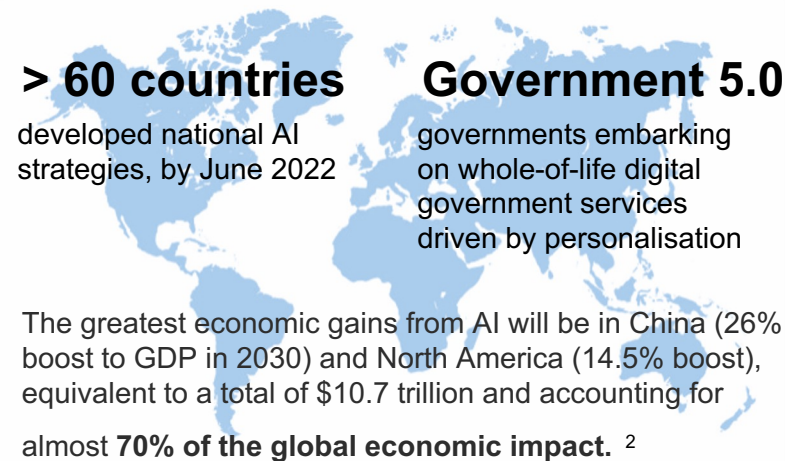 > 60 countries
developed national AI
strategies, by June 2022
Government 5.0
governments embarking
on whole-of-life digital
government services
driven by personalisation
The greatest economic gains from AI will be in China (26%
boost to GDP in 2030) and North America (14.5% boost),
equivalent to a total of $10.7 trillion and accounting for
almost 70% of the global economic impact. 2